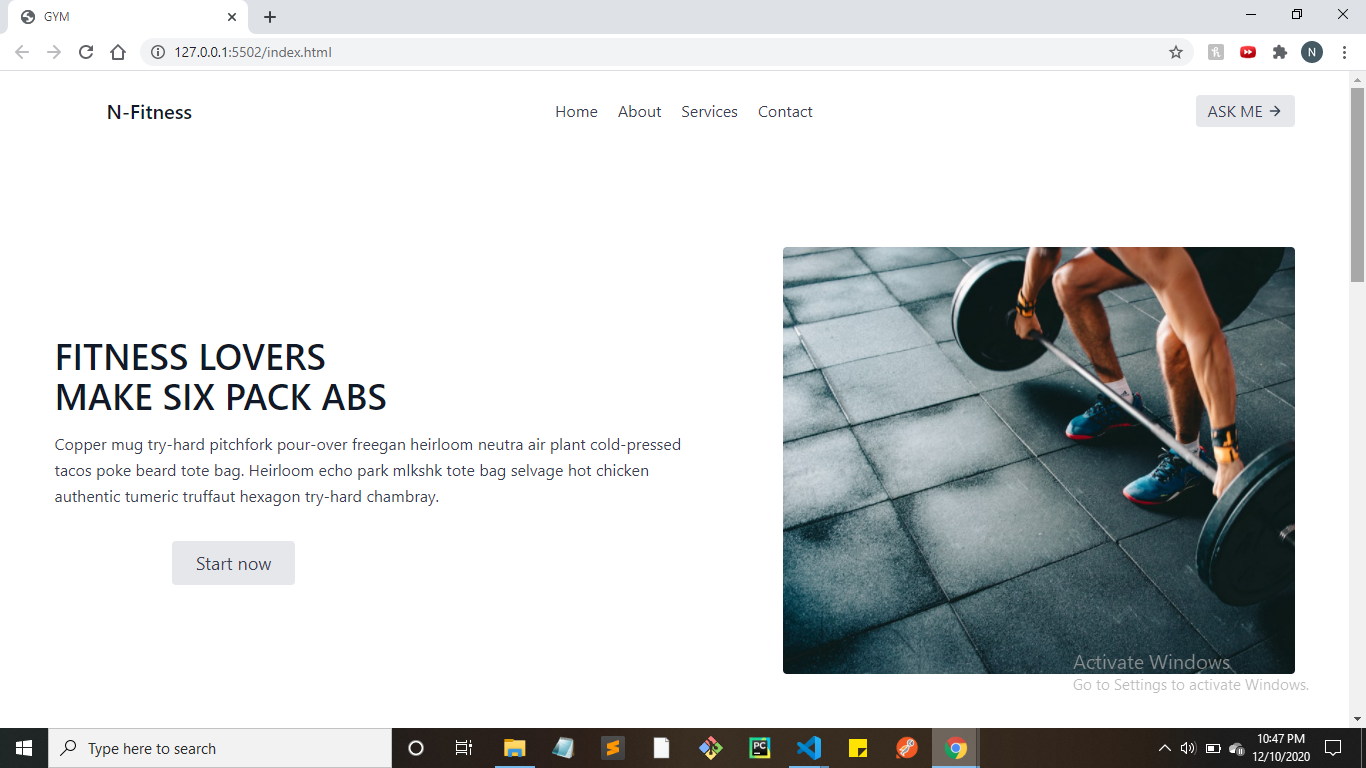 GYM
127.0.0.1:5502/index.html
N
N-Fitness
Home About Services Contact
ASK ME →
FITNESS LOVERS
MAKE SIX PACK ABS
Copper mug try-hard pitchfork pour-over freegan heirloom neutra air plant cold-pressed
tacos poke beard tote bag. Heirloom echo park mlkshk tote bag selvage hot chicken
authentic tumeric truffaut hexagon try-hard chambray.
Start now
Activate Windows
Go to Settings to activate Windows.
Type here to search
PC
10:47 PM
12/10/2020